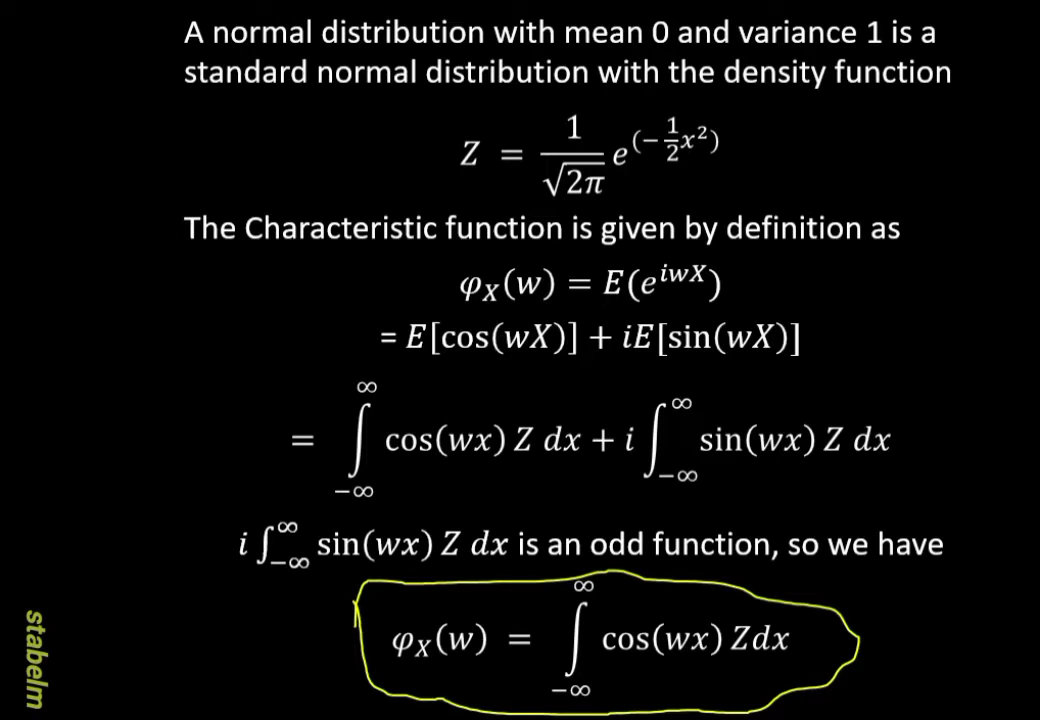 A normal distribution with mean 0 and variance 1 is a
standard normal distribution with the density function
Z = 1/√2π e^(−½x²)
The Characteristic function is given by definition as
φ_X(w) = E(e^{iwX})
= E[cos(wX)] + iE[sin(wX)]
= ∫_{−∞}^{∞} cos(wx) Z dx + i ∫_{−∞}^{∞} sin(wx) Z dx
i ∫_{−∞}^{∞} sin(wx) Z dx is an odd function, so we have
φ_X(w) = ∫_{−∞}^{∞} cos(wx) Zdx
stabelm